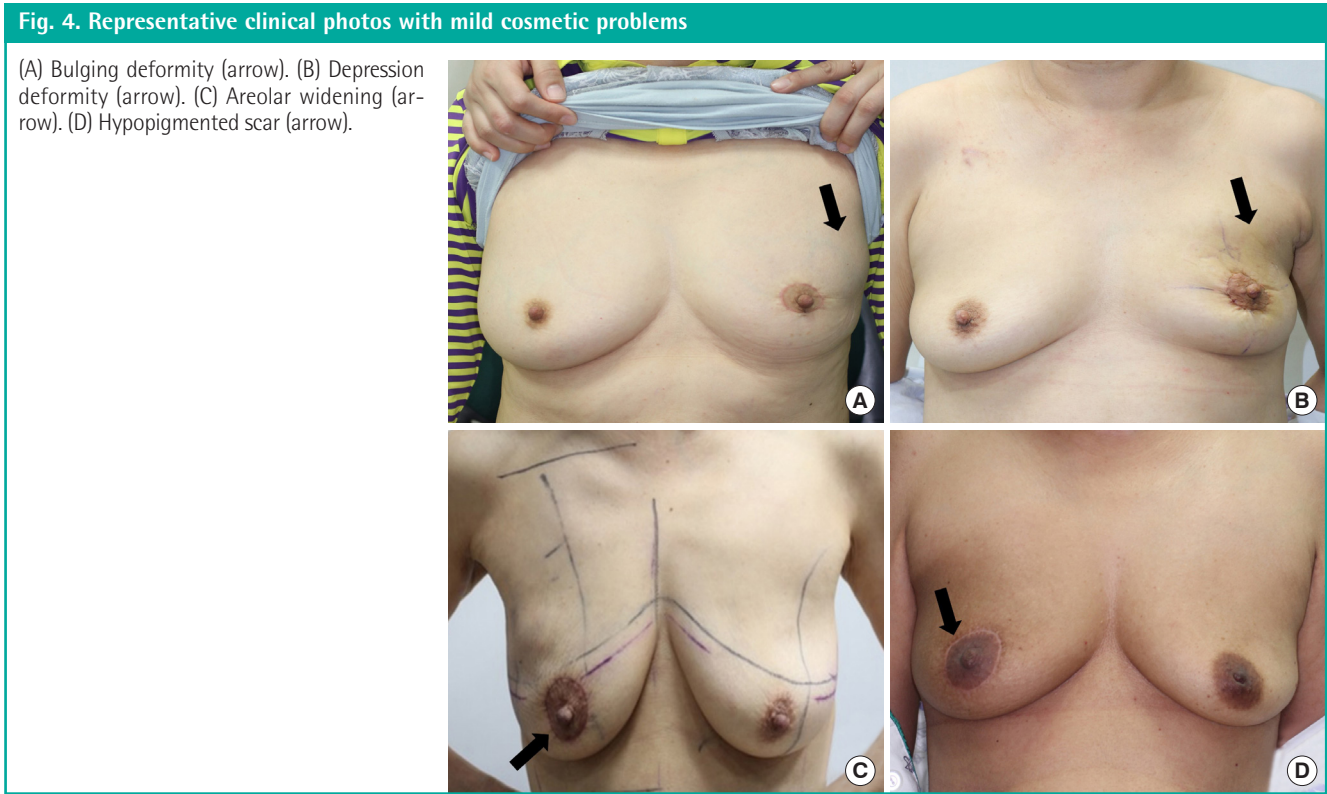 Fig. 4. Representative clinical photos with mild cosmetic problems
(A) Bulging deformity (arrow). (B) Depression
deformity (arrow). (C) Areolar widening (ar-
row). (D) Hypopigmented scar (arrow).
A
B
C
D